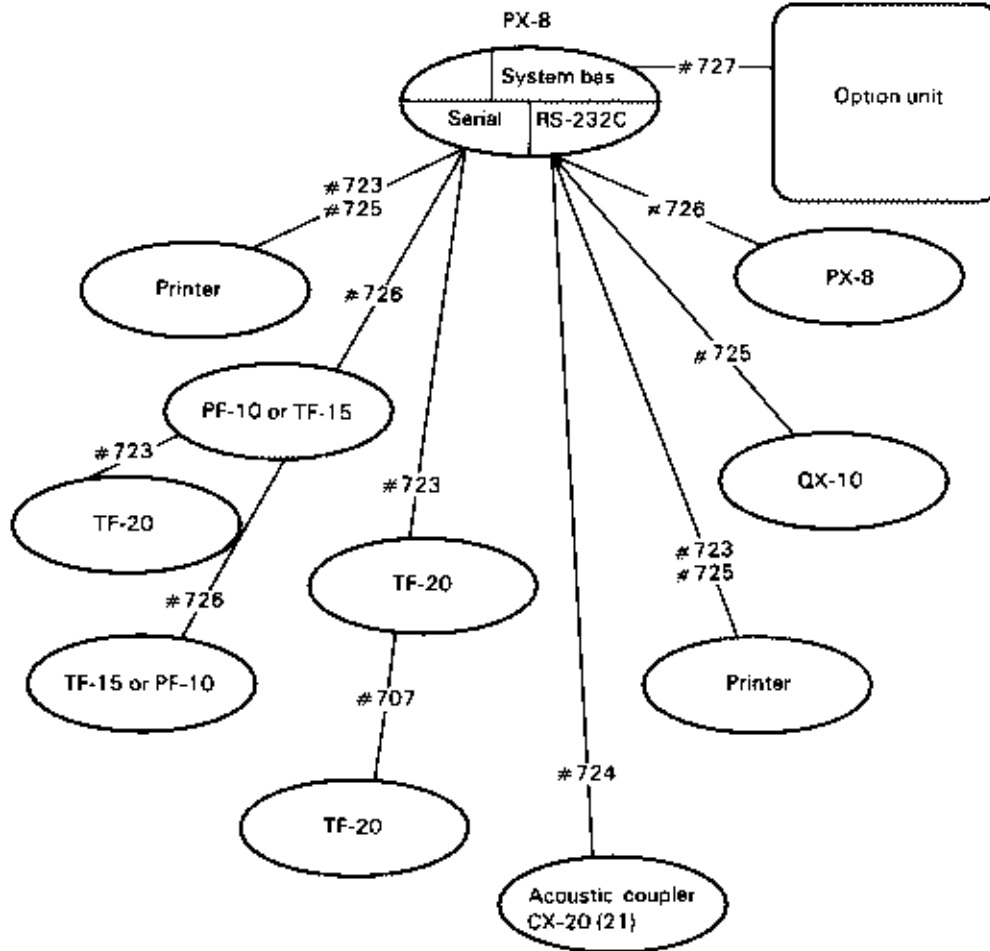 PX-8
System bas
#727
Option unit
Serial
RS-232C
#723
#725
#726
Printer
#726
PX-8
#725
PF-10 or TF-15
#723
#723
QX-10
TF-20
#723
#725
TF-20
#726
TF-15 or PF-10
Printer
#707
#724
TF-20
Acoustic coupler
CX-20 (21)